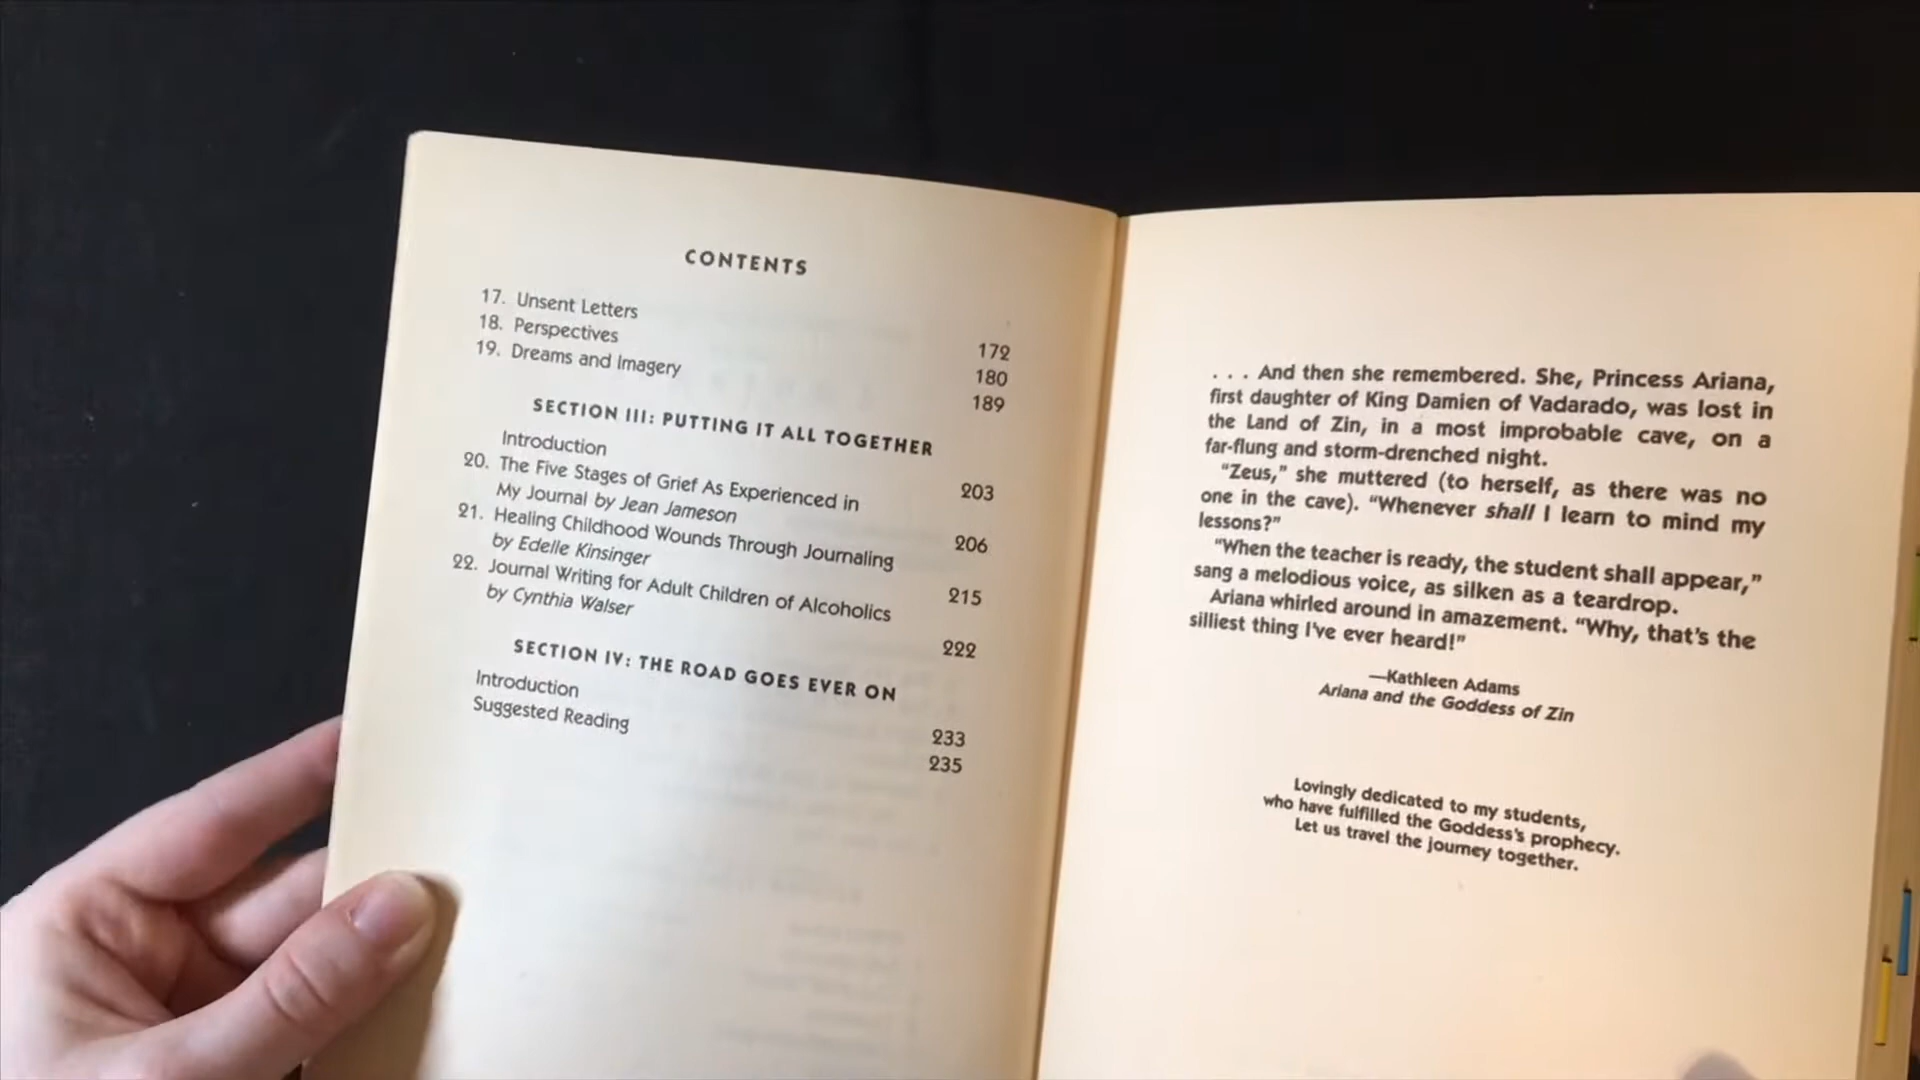 CONTENTS
17. Unsent Letters 172
18. Perspectives 180
19. Dreams and Imagery 189
SECTION III: PUTTING IT ALL TOGETHER
Introduction 203
20. The Five Stages of Grief As Experienced in
My Journal by Jean Jameson 206
21. Healing Childhood Wounds Through Journaling
by Edelle Kinsinger 215
22. Journal Writing for Adult Children of Alcoholics
by Cynthia Walser 222
SECTION IV: THE ROAD GOES EVER ON
Introduction 233
Suggested Reading 235
. . . And then she remembered. She, Princess Ariana,
first daughter of King Damien of Vadarado, was lost in
the Land of Zin, in a most improbable cave, on a
far-flung and storm-drenched night.
“Zeus,” she muttered (to herself, as there was no
one in the cave). “Whenever shall I learn to mind my
lessons?”
“When the teacher is ready, the student shall appear,”
sang a melodious voice, as silken as a teardrop.
Ariana whirled around in amazement. “Why, that’s the
silliest thing I’ve ever heard!”
—Kathleen Adams
Ariana and the Goddess of Zin
Lovingly dedicated to my students,
who have fulfilled the Goddess’s prophecy.
Let us travel the journey together.